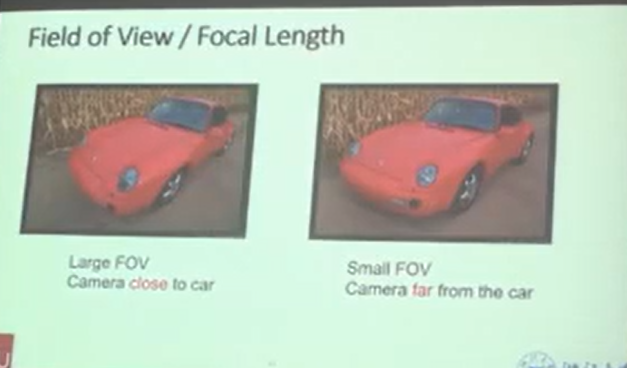 Field of View / Focal Length
Large FOV
Camera close to car
Small FOV
Camera far from the car